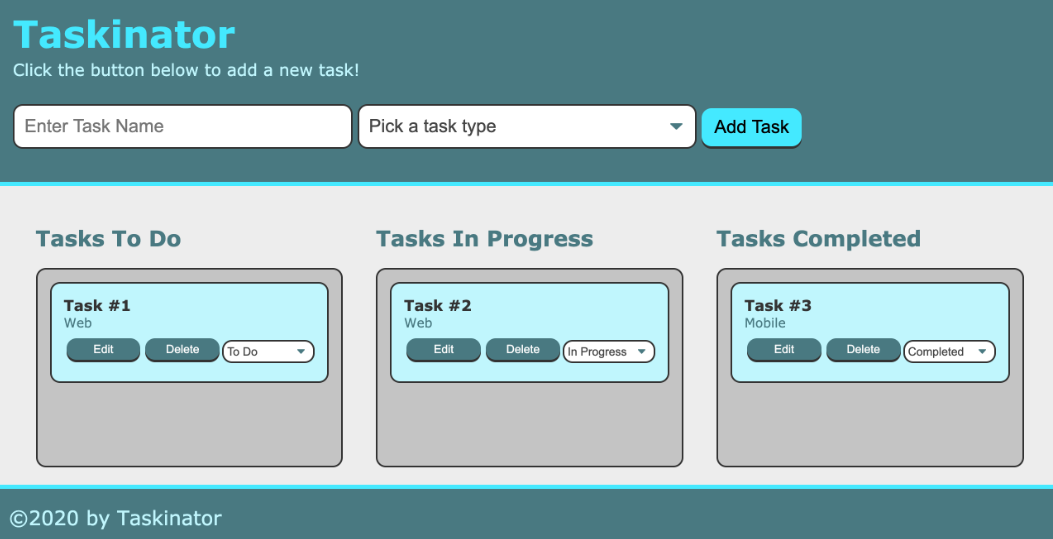 Taskinator
Click the button below to add a new task!
Enter Task Name
Pick a task type
Add Task
Tasks To Do
Task #1
Web
Edit
Delete
To Do
Tasks In Progress
Task #2
Web
Edit
Delete
In Progress
Tasks Completed
Task #3
Mobile
Edit
Delete
Completed
©2020 by Taskinator